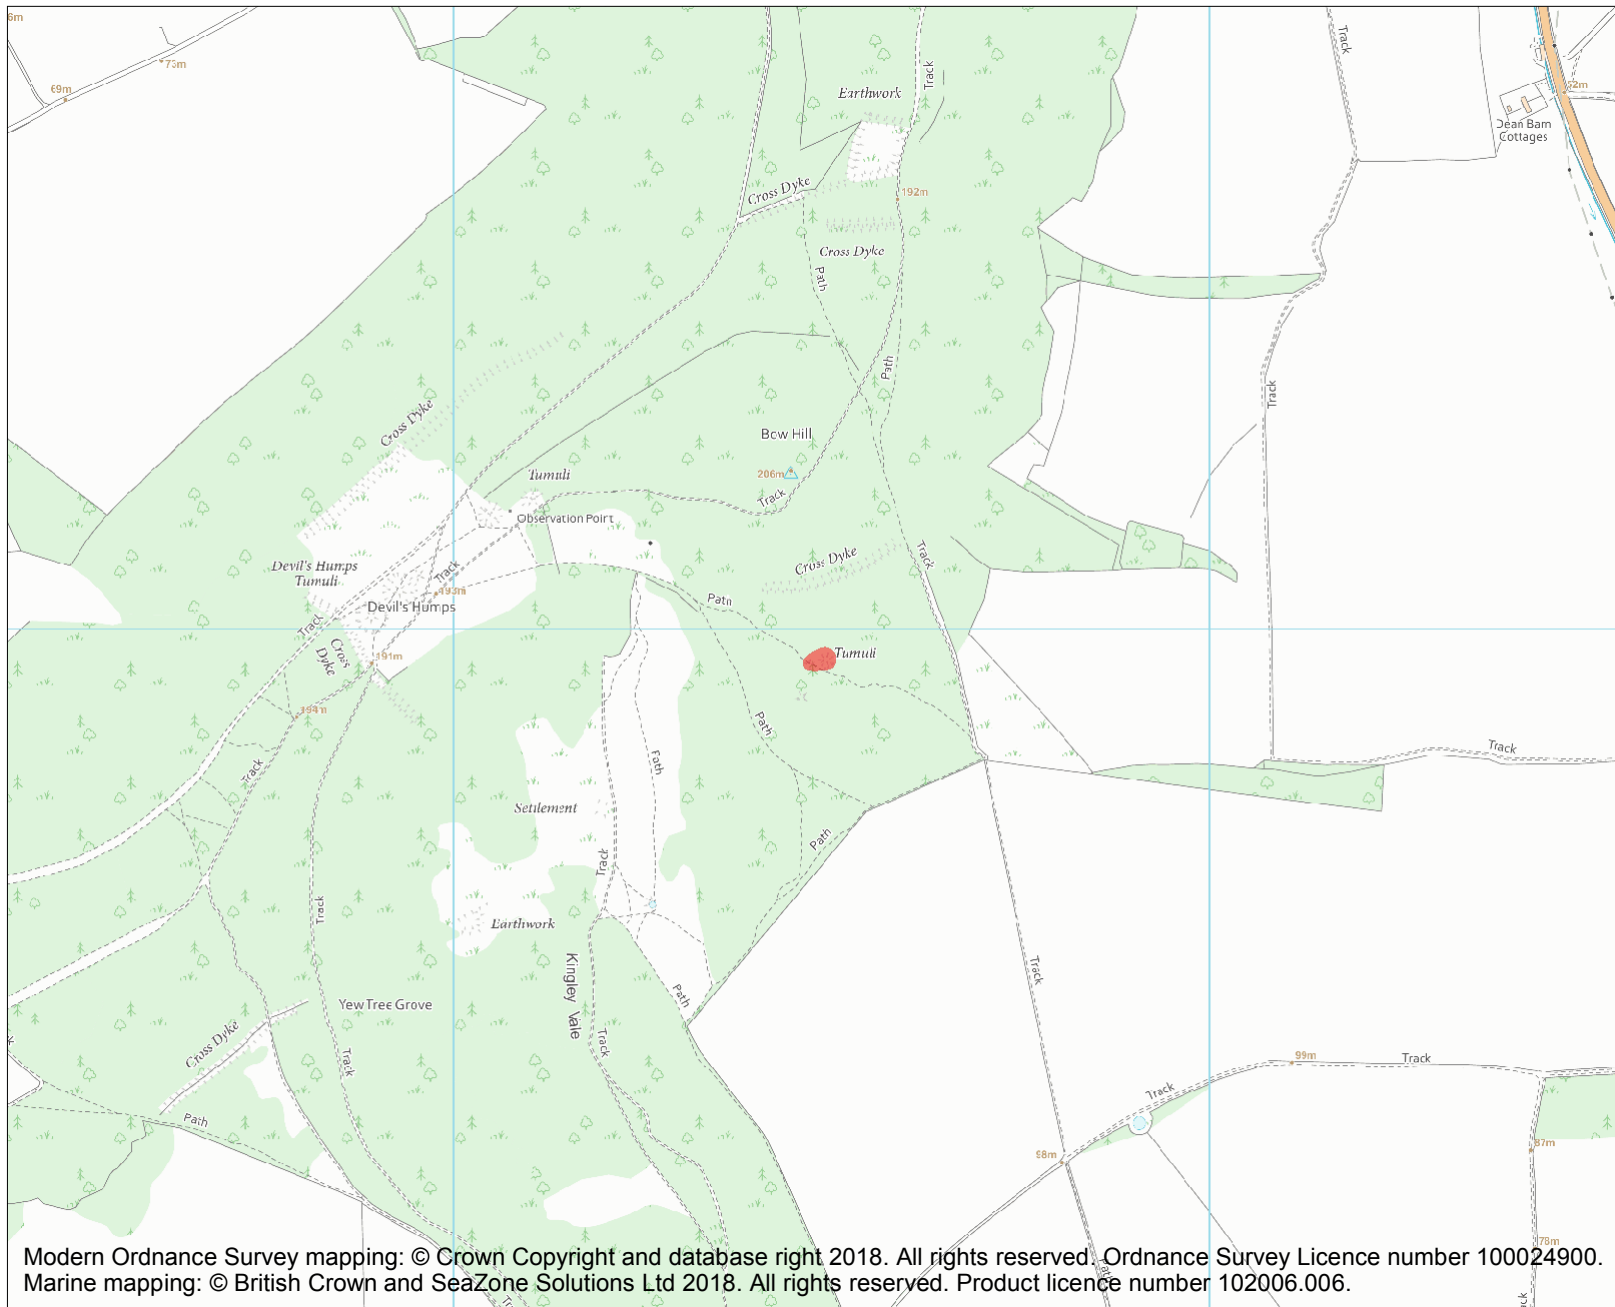 6m
73m
69m
Track
Track
Earthwork
52m
Dean Barn
Cottages
Cross Dyke
192m
Cross Dyke
Path
Path
Track
Cross Dyke
Bow Hill
206m
Tumuli
Track
Observation Point
Cross Dyke
Track
Devil's Humps
Tumuli
Track
193m
Devil's Humps
Path
Track
Cross
Dyke
191m
Tumuli
194m
Path
Track
Path
Track
Settlement
Path
Track
Track
Earthwork
Kingley Vale
Track
Path
Yew Tree Grove
Cross Dyke
Track
Track
99m
Track
Track
Path
98m
87m
78m
Track
Modern Ordnance Survey mapping: © Crown Copyright and database right 2018. All rights reserved. Ordnance Survey Licence number 100024900.
Marine mapping: © British Crown and SeaZone Solutions Ltd 2018. All rights reserved. Product licence number 102006.006.